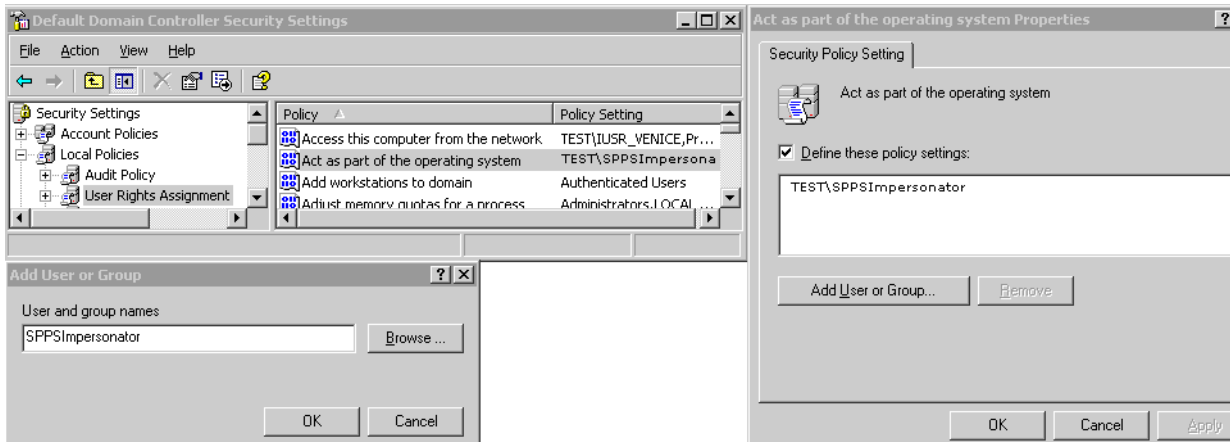 Default Domain Controller Security Settings
File Action View Help
Security Settings
Account Policies
Local Policies
Audit Policy
User Rights Assignment
Policy Policy Setting
Access this computer from the network TEST\IUSR_VENICE,Pr...
Act as part of the operating system TEST\SPPSImpersona
Add workstations to domain Authenticated Users
Adjust memory quotas for a process Administrators,LOCAL ...
Add User or Group
User and group names
SPPSImpersonator
Browse ...
OK Cancel
Act as part of the operating system Properties
Security Policy Setting
Act as part of the operating system
Define these policy settings:
TEST\SPPSImpersonator
Add User or Group... Remove
OK Cancel Apply